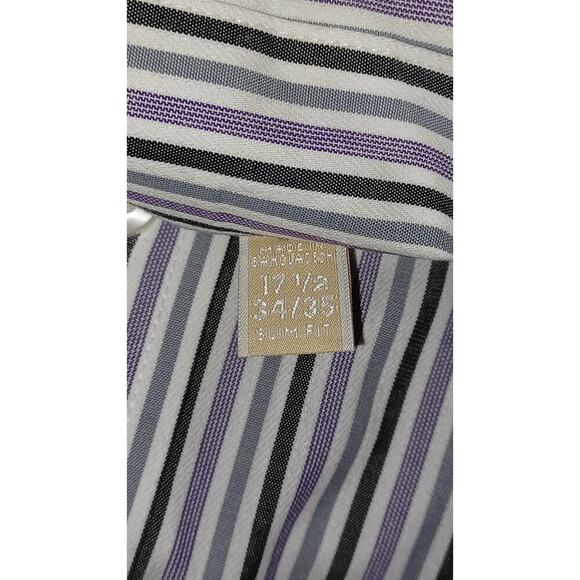 MADE IN
BANGLADESH
17 1/2
34/35
SLIM FIT